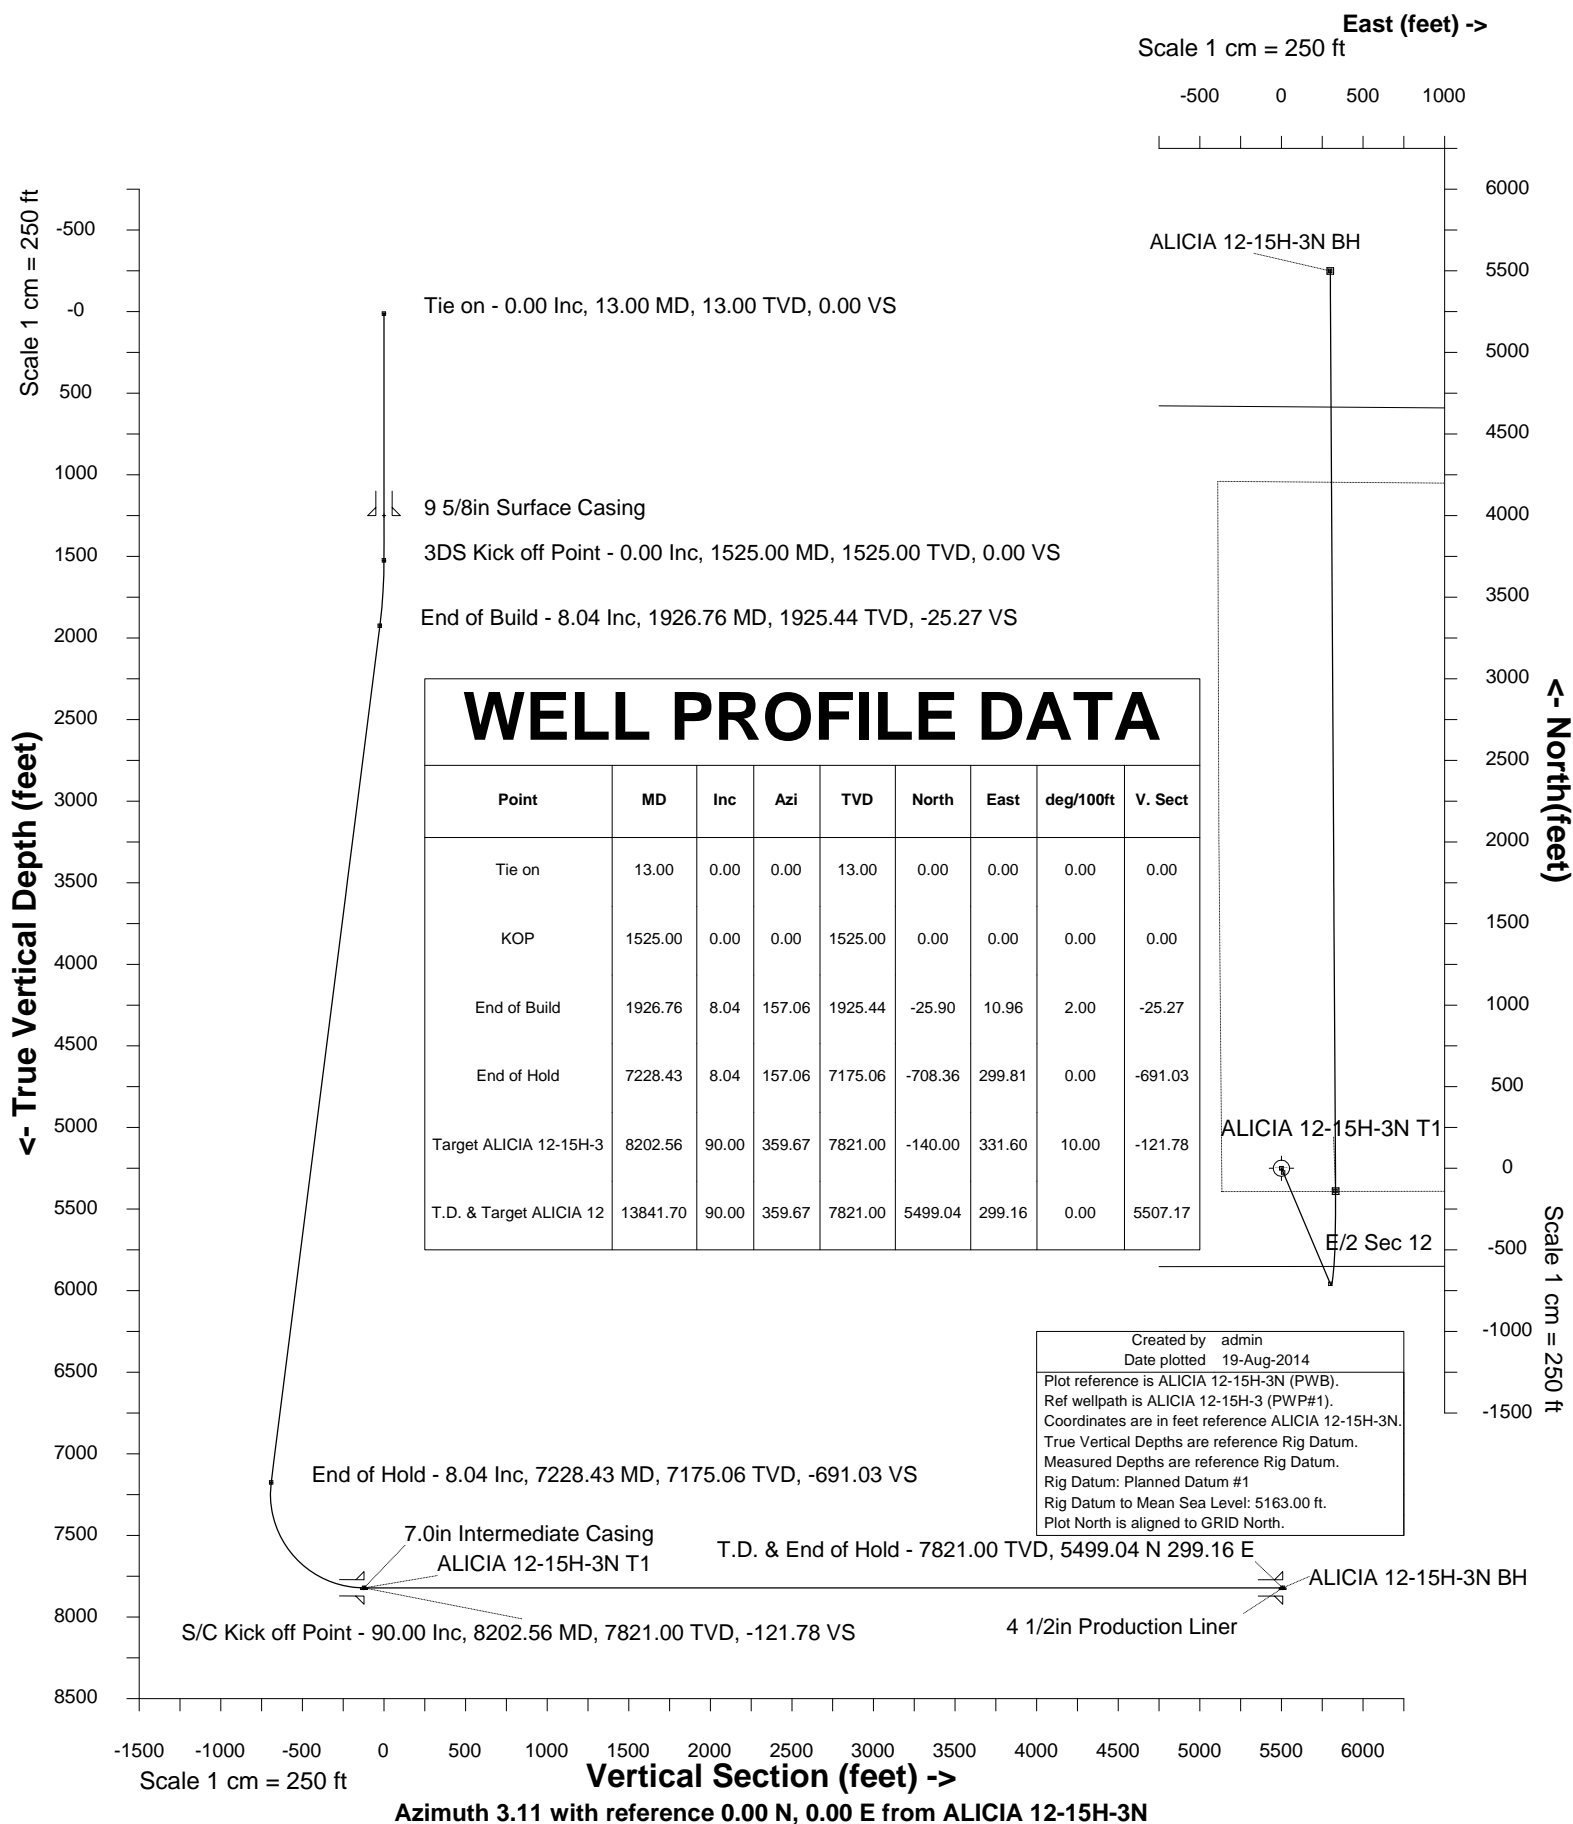 East (feet) ->
Scale 1 cm = 250 ft
-500 0 500 1000
Scale 1 cm = 250 ft
<- True Vertical Depth (feet)
-500
-0
500
1000
1500
2000
2500
3000
3500
4000
4500
5000
5500
6000
6500
7000
7500
8000
8500
Tie on - 0.00 Inc, 13.00 MD, 13.00 TVD, 0.00 VS
9 5/8in Surface Casing
3DS Kick off Point - 0.00 Inc, 1525.00 MD, 1525.00 TVD, 0.00 VS
End of Build - 8.04 Inc, 1926.76 MD, 1925.44 TVD, -25.27 VS
WELL PROFILE DATA
Point MD Inc Azi TVD North East deg/100ft V. Sect
Tie on 13.00 0.00 0.00 13.00 0.00 0.00 0.00 0.00
KOP 1525.00 0.00 0.00 1525.00 0.00 0.00 0.00 0.00
End of Build 1926.76 8.04 157.06 1925.44 -25.90 10.96 2.00 -25.27
End of Hold 7228.43 8.04 157.06 7175.06 -708.36 299.81 0.00 -691.03
Target ALICIA 12-15H-3 8202.56 90.00 359.67 7821.00 -140.00 331.60 10.00 -121.78
T.D. & Target ALICIA 12 13841.70 90.00 359.67 7821.00 5499.04 299.16 0.00 5507.17
ALICIA 12-15H-3N BH
ALICIA 12-15H-3N T1
E/2 Sec 12
6000
5500
5000
4500
4000
3500
3000
2500
2000
1500
1000
500
0
-500
-1000
-1500
<- North(feet)
Scale 1 cm = 250 ft
Created by admin
Date plotted 19-Aug-2014
Plot reference is ALICIA 12-15H-3N (PWB).
Ref wellpath is ALICIA 12-15H-3 (PWP#1).
Coordinates are in feet reference ALICIA 12-15H-3N.
True Vertical Depths are reference Rig Datum.
Measured Depths are reference Rig Datum.
Rig Datum: Planned Datum #1
Rig Datum to Mean Sea Level: 5163.00 ft.
Plot North is aligned to GRID North.
End of Hold - 8.04 Inc, 7228.43 MD, 7175.06 TVD, -691.03 VS
7.0in Intermediate Casing
ALICIA 12-15H-3N T1
T.D. & End of Hold - 7821.00 TVD, 5499.04 N 299.16 E
ALICIA 12-15H-3N BH
S/C Kick off Point - 90.00 Inc, 8202.56 MD, 7821.00 TVD, -121.78 VS
4 1/2in Production Liner
-1500 -1000 -500 0 500 1000 1500 2000 2500 3000 3500 4000 4500 5000 5500 6000
Scale 1 cm = 250 ft
Vertical Section (feet) ->
Azimuth 3.11 with reference 0.00 N, 0.00 E from ALICIA 12-15H-3N